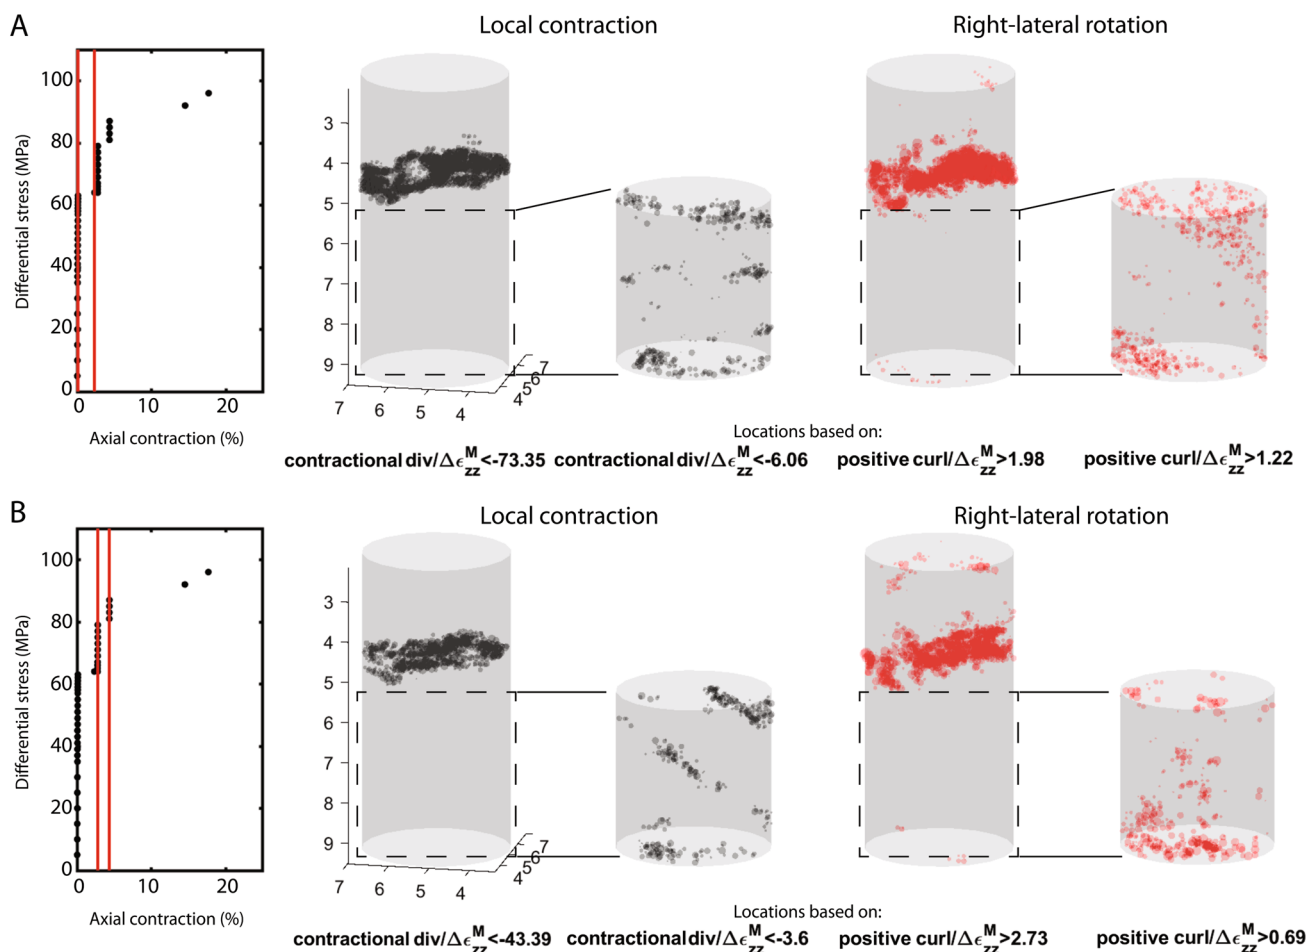 A
Local contraction
Right-lateral rotation
Differential stress (MPa)
100
80
60
40
20
0
0
10
20
Axial contraction (%)
3
4
5
6
7
8
9
7
6
5
4
4
5
6
7
Locations based on:
contractional div/Δϵ^M_zz<-73.35
contractional div/Δϵ^M_zz<-6.06
positive curl/Δϵ^M_zz>1.98
positive curl/Δϵ^M_zz>1.22
B
Local contraction
Right-lateral rotation
Differential stress (MPa)
100
80
60
40
20
0
0
10
20
Axial contraction (%)
3
4
5
6
7
8
9
7
6
5
4
4
5
6
7
Locations based on:
contractional div/Δϵ^M_zz<-43.39
contractional div/Δϵ^M_zz<-3.6
positive curl/Δϵ^M_zz>2.73
positive curl/Δϵ^M_zz>0.69